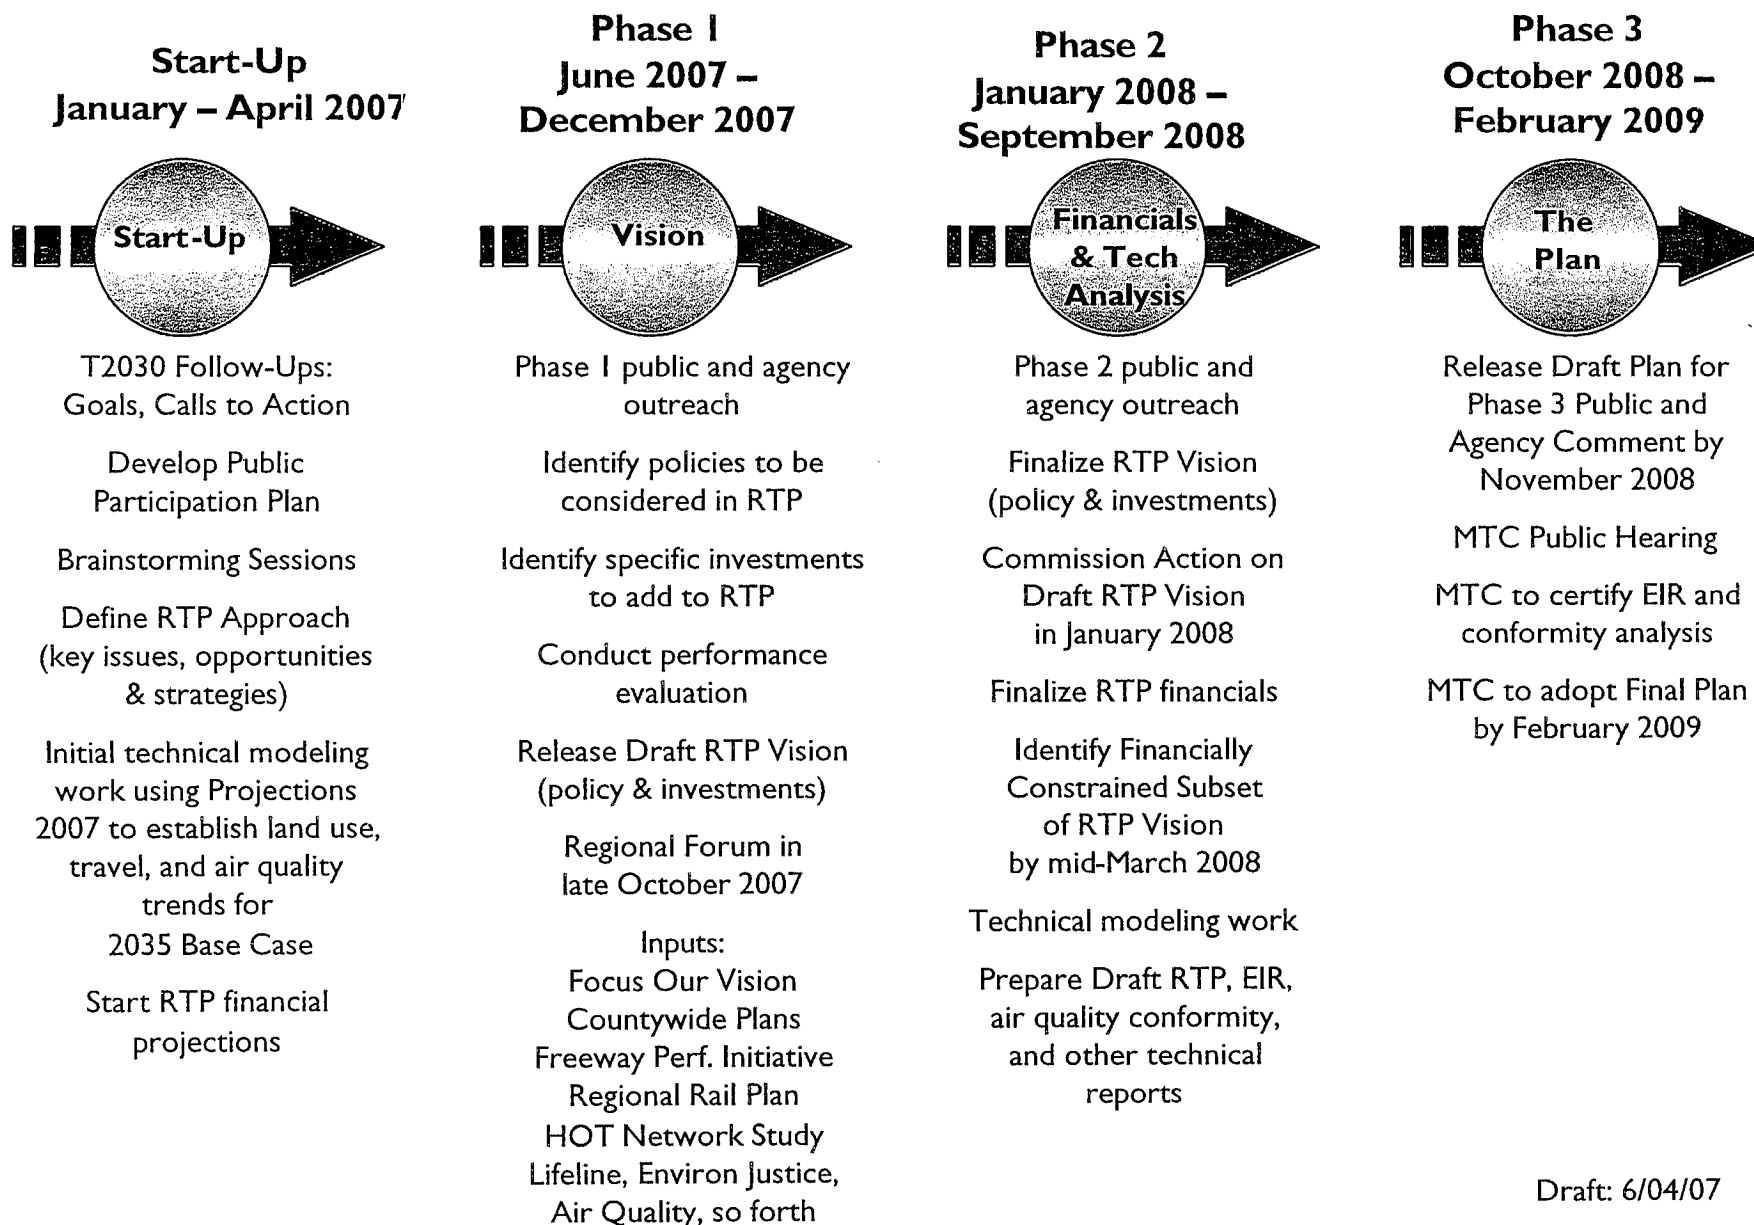 Start-Up
January – April 2007
Start-Up
T2030 Follow-Ups:
Goals, Calls to Action
Develop Public
Participation Plan
Brainstorming Sessions
Define RTP Approach
(key issues, opportunities
& strategies)
Initial technical modeling
work using Projections
2007 to establish land use,
travel, and air quality
trends for
2035 Base Case
Start RTP financial
projections
Phase 1
June 2007 –
December 2007
Vision
Phase 1 public and agency
outreach
Identify policies to be
considered in RTP
Identify specific investments
to add to RTP
Conduct performance
evaluation
Release Draft RTP Vision
(policy & investments)
Regional Forum in
late October 2007
Inputs:
Focus Our Vision
Countywide Plans
Freeway Perf. Initiative
Regional Rail Plan
HOT Network Study
Lifeline, Environ Justice,
Air Quality, so forth
Phase 2
January 2008 –
September 2008
Financials
& Tech
Analysis
Phase 2 public and
agency outreach
Finalize RTP Vision
(policy & investments)
Commission Action on
Draft RTP Vision
in January 2008
Finalize RTP financials
Identify Financially
Constrained Subset
of RTP Vision
by mid-March 2008
Technical modeling work
Prepare Draft RTP, EIR,
air quality conformity,
and other technical
reports
Phase 3
October 2008 –
February 2009
The
Plan
Release Draft Plan for
Phase 3 Public and
Agency Comment by
November 2008
MTC Public Hearing
MTC to certify EIR and
conformity analysis
MTC to adopt Final Plan
by February 2009
Draft: 6/04/07